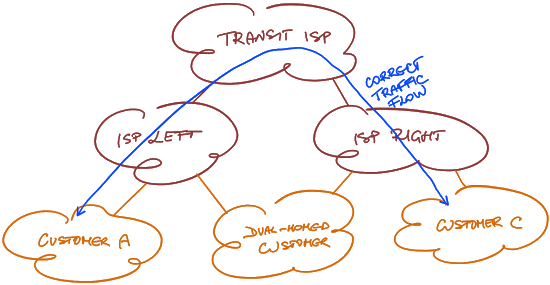 TRANSIT ISP
CORRECT
TRAFFIC
FLOW
ISP LEFT
ISP RIGHT
CUSTOMER A
DUAL-HOMED
CUSTOMER
CUSTOMER C